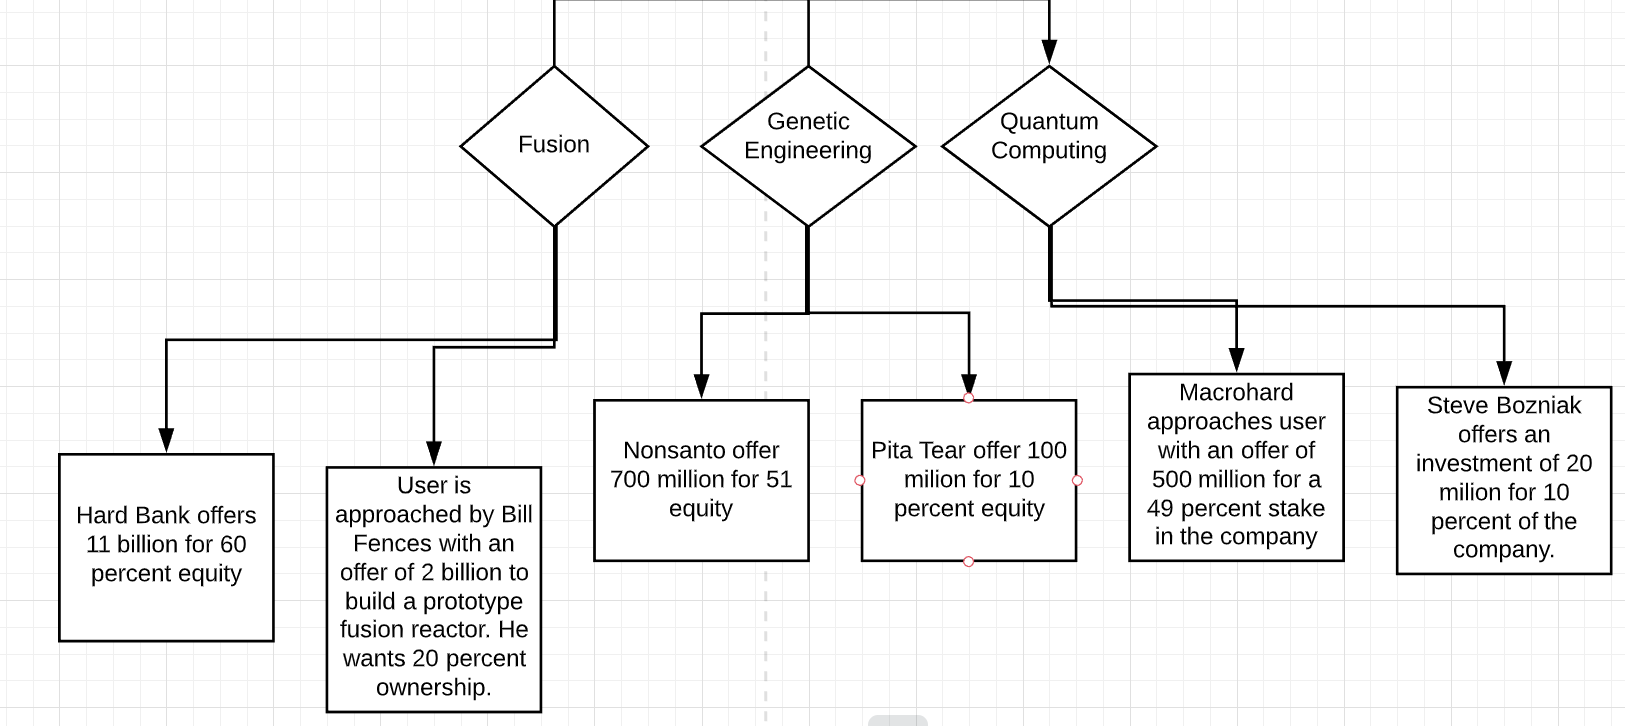 Fusion
Genetic
Engineering
Quantum
Computing
Hard Bank offers
11 billion for 60
percent equity
User is
approached by Bill
Fences with an
offer of 2 billion to
build a prototype
fusion reactor. He
wants 20 percent
ownership.
Nonsanto offer
700 million for 51
equity
Pita Tear offer 100
milion for 10
percent equity
Macrohard
approaches user
with an offer of
500 million for a
49 percent stake
in the company
Steve Bozniak
offers an
investment of 20
milion for 10
percent of the
company.